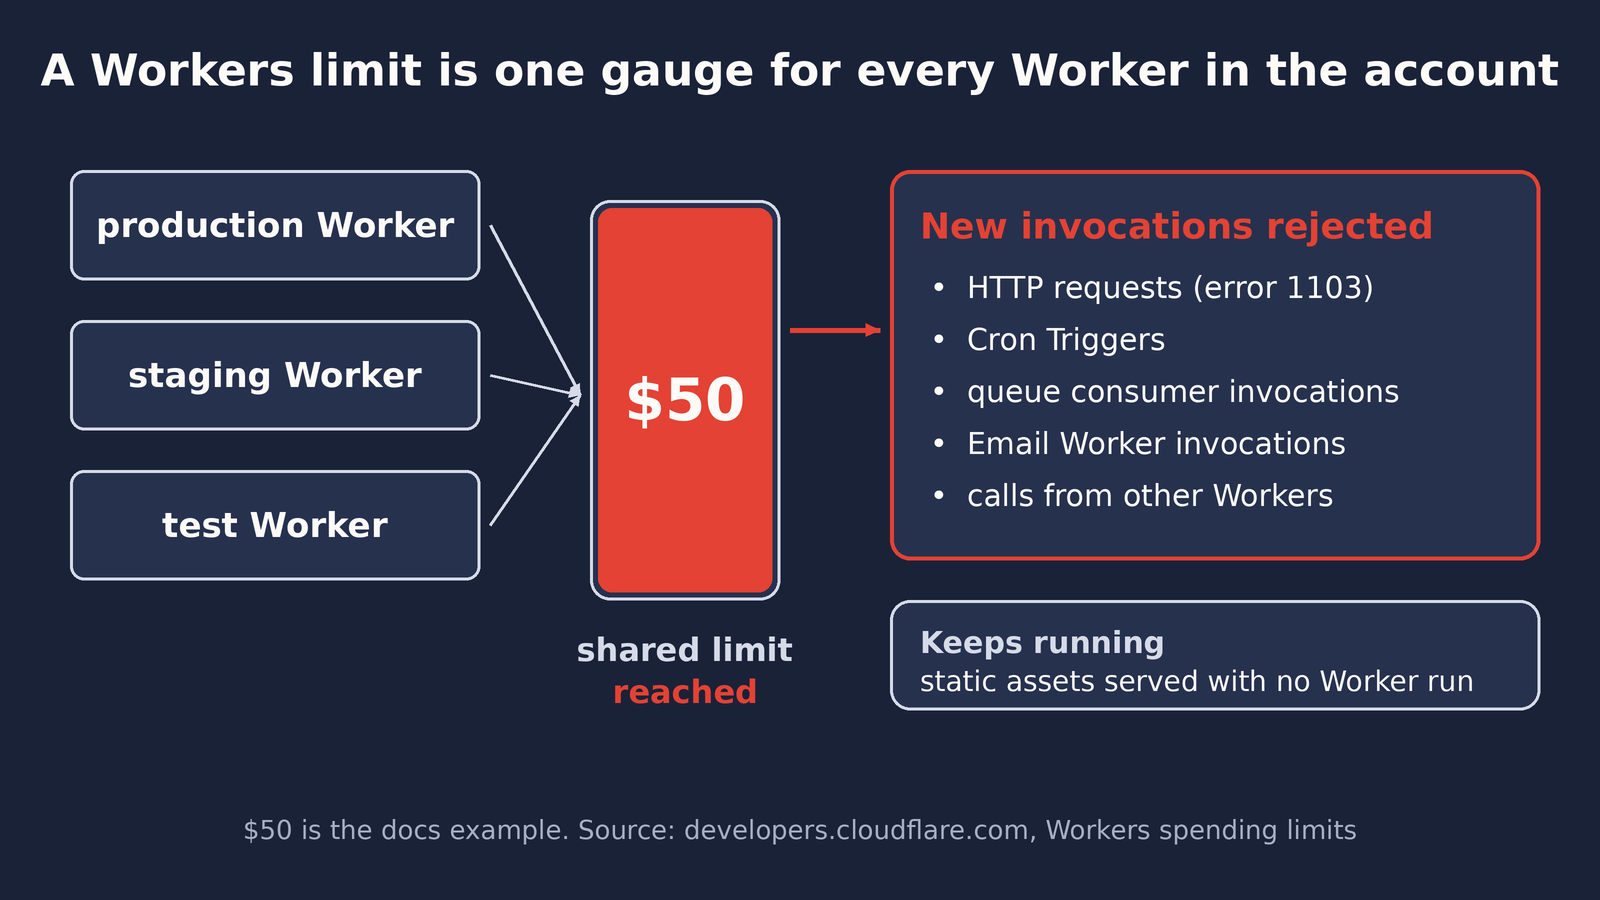 A Workers limit is one gauge for every Worker in the account
production Worker
staging Worker
test Worker
$50
shared limit
reached
New invocations rejected
• HTTP requests (error 1103)
• Cron Triggers
• queue consumer invocations
• Email Worker invocations
• calls from other Workers
Keeps running
static assets served with no Worker run
$50 is the docs example. Source: developers.cloudflare.com, Workers spending limits